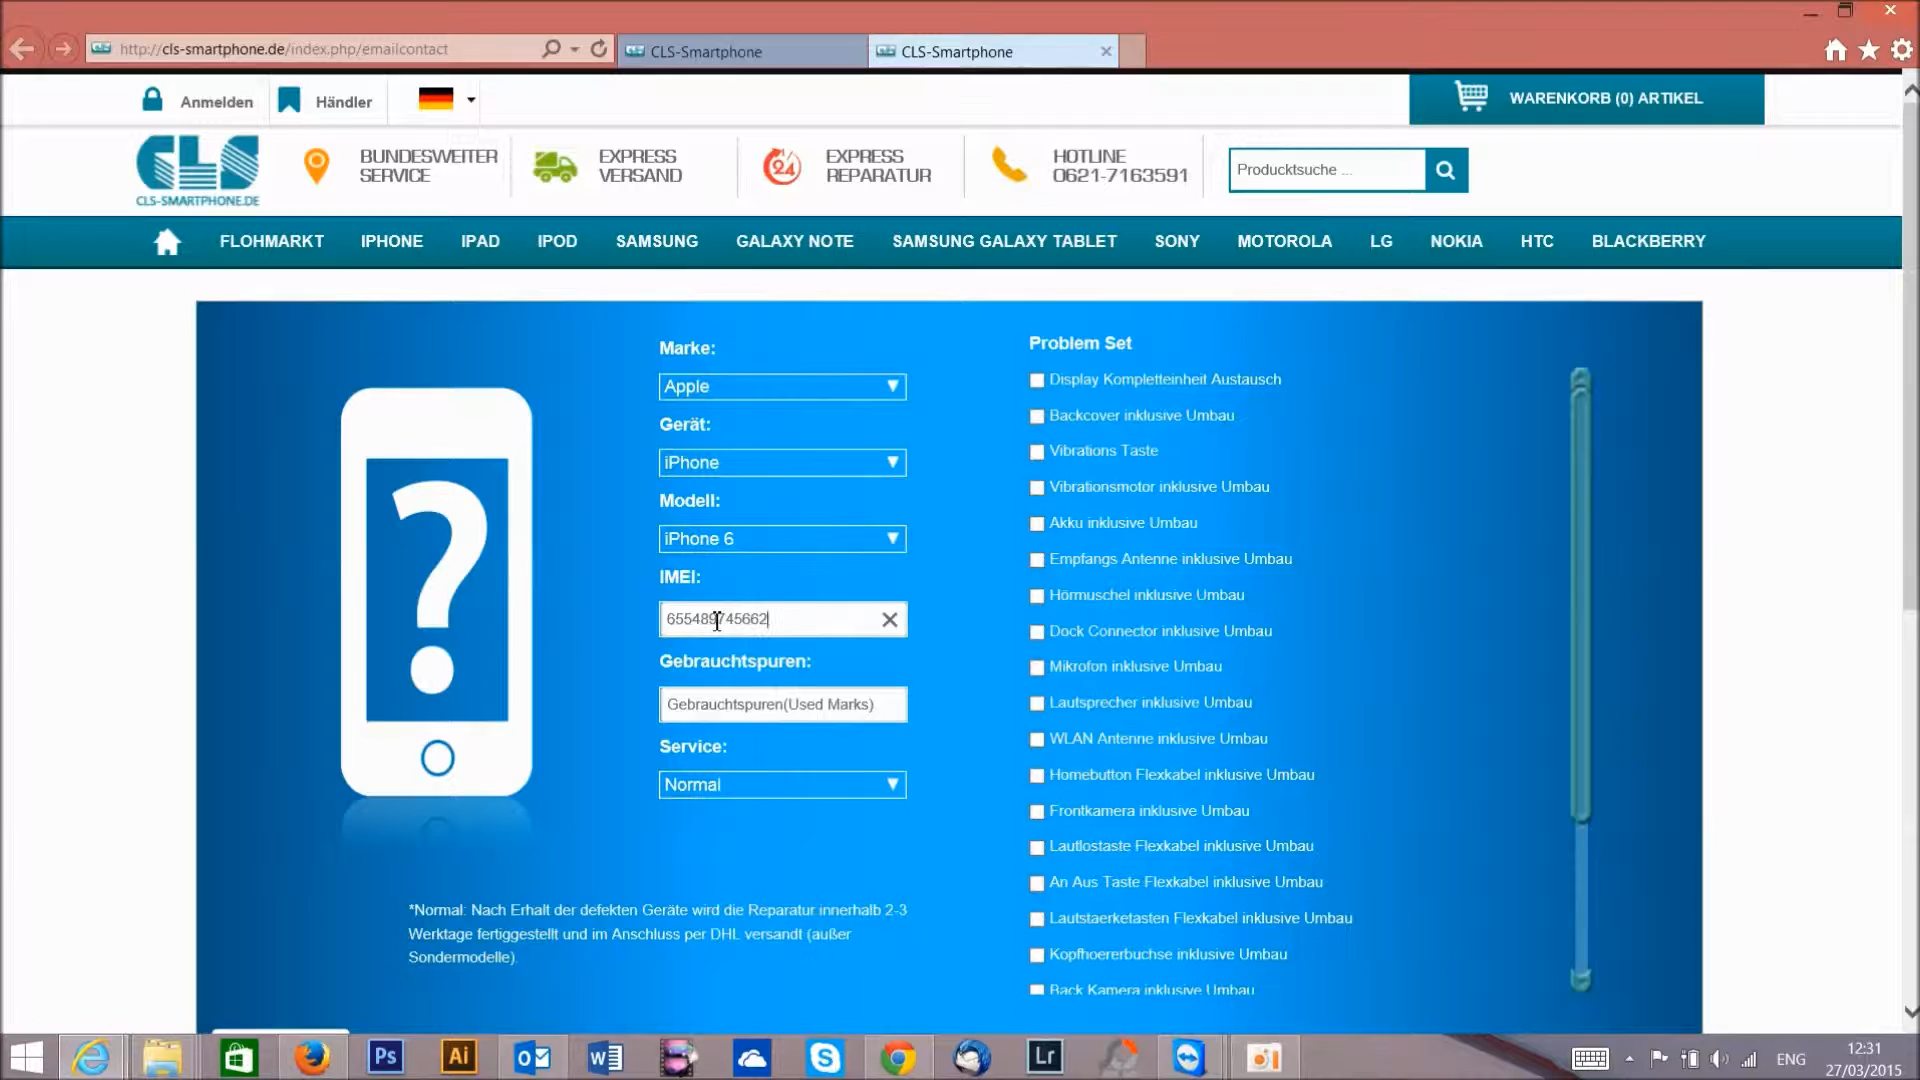 http://cls-smartphone.de/index.php/emailcontact
CLS-Smartphone
CLS-Smartphone
Anmelden
Händler
WARENKORB (0) ARTIKEL
CLS
CLS-SMARTPHONE.DE
BUNDESWEITER
SERVICE
EXPRESS
VERSAND
24
EXPRESS
REPARATUR
HOTLINE
0621-7163591
Producktsuche ...
FLOHMARKT IPHONE IPAD IPOD SAMSUNG GALAXY NOTE SAMSUNG GALAXY TABLET SONY MOTOROLA LG NOKIA HTC BLACKBERRY
?
Marke:
Apple
Gerät:
iPhone
Modell:
iPhone 6
IMEI:
655489745662
Gebrauchtspuren:
Gebrauchtspuren(Used Marks)
Service:
Normal
*Normal: Nach Erhalt der defekten Geräte wird die Reparatur innerhalb 2-3
Werktage fertiggestellt und im Anschluss per DHL versandt (außer
Sondermodelle).
Problem Set
Display Kompletteinheit Austausch
Backcover inklusive Umbau
Vibrations Taste
Vibrationsmotor inklusive Umbau
Akku inklusive Umbau
Empfangs Antenne inklusive Umbau
Hörmuschel inklusive Umbau
Dock Connector inklusive Umbau
Mikrofon inklusive Umbau
Lautsprecher inklusive Umbau
WLAN Antenne inklusive Umbau
Homebutton Flexkabel inklusive Umbau
Frontkamera inklusive Umbau
Lautlostaste Flexkabel inklusive Umbau
An Aus Taste Flexkabel inklusive Umbau
Lautstaerketasten Flexkabel inklusive Umbau
Kopfhoererbuchse inklusive Umbau
Back Kamera inklusive Umbau
Ps
Ai
Lr
ENG
12:31
27/03/2015